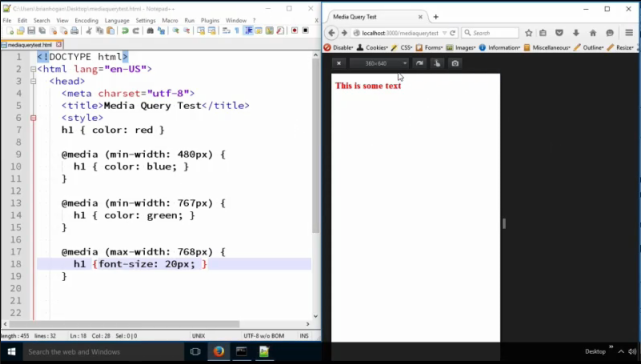 C:\Users\brianhogan\Desktop\mediaquerytest.html - Notepad++
File Edit Search View Encoding Language Settings Macro Run Plugins Window ? X
mediaquerytest.html
1 <!DOCTYPE html>
2 <html lang="en-US">
3 <head>
4 <meta charset="utf-8">
5 <title>Media Query Test</title>
6 <style>
7 h1 { color: red }
8
9 @media (min-width: 480px) {
10 h1 { color: blue; }
11 }
12
13 @media (min-width: 767px) {
14 h1 { color: green; }
15 }
16
17 @media (max-width: 768px) {
18 h1 {font-size: 20px; }
19 }
20
21
22
length : 455 lines : 32 Ln : 18 Col : 28 Sel : 0 | 0 UNIX UTF-8 w/o BOM INS
Media Query Test
localhost:3000/mediaquerytest
Search
Disable Cookies CSS Forms Images Information Miscellaneous Outline Resize
360×640
This is some text
Search the web and Windows
Desktop